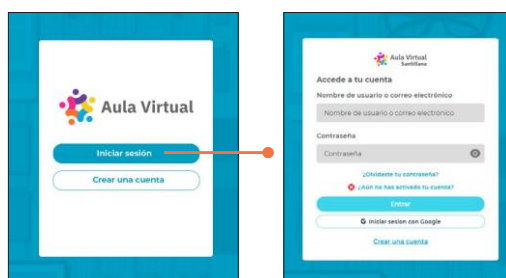 Aula Virtual
Iniciar sesión
Crear una cuenta
Aula Virtual
Santillana
Accede a tu cuenta
Nombre de usuario o correo electrónico
Nombre de usuario o correo electrónico
Contraseña
Contraseña
¿Olvidaste tu contraseña?
¿Aún no has activado tu cuenta?
Entrar
G Iniciar sesion con Google
Crear una cuenta